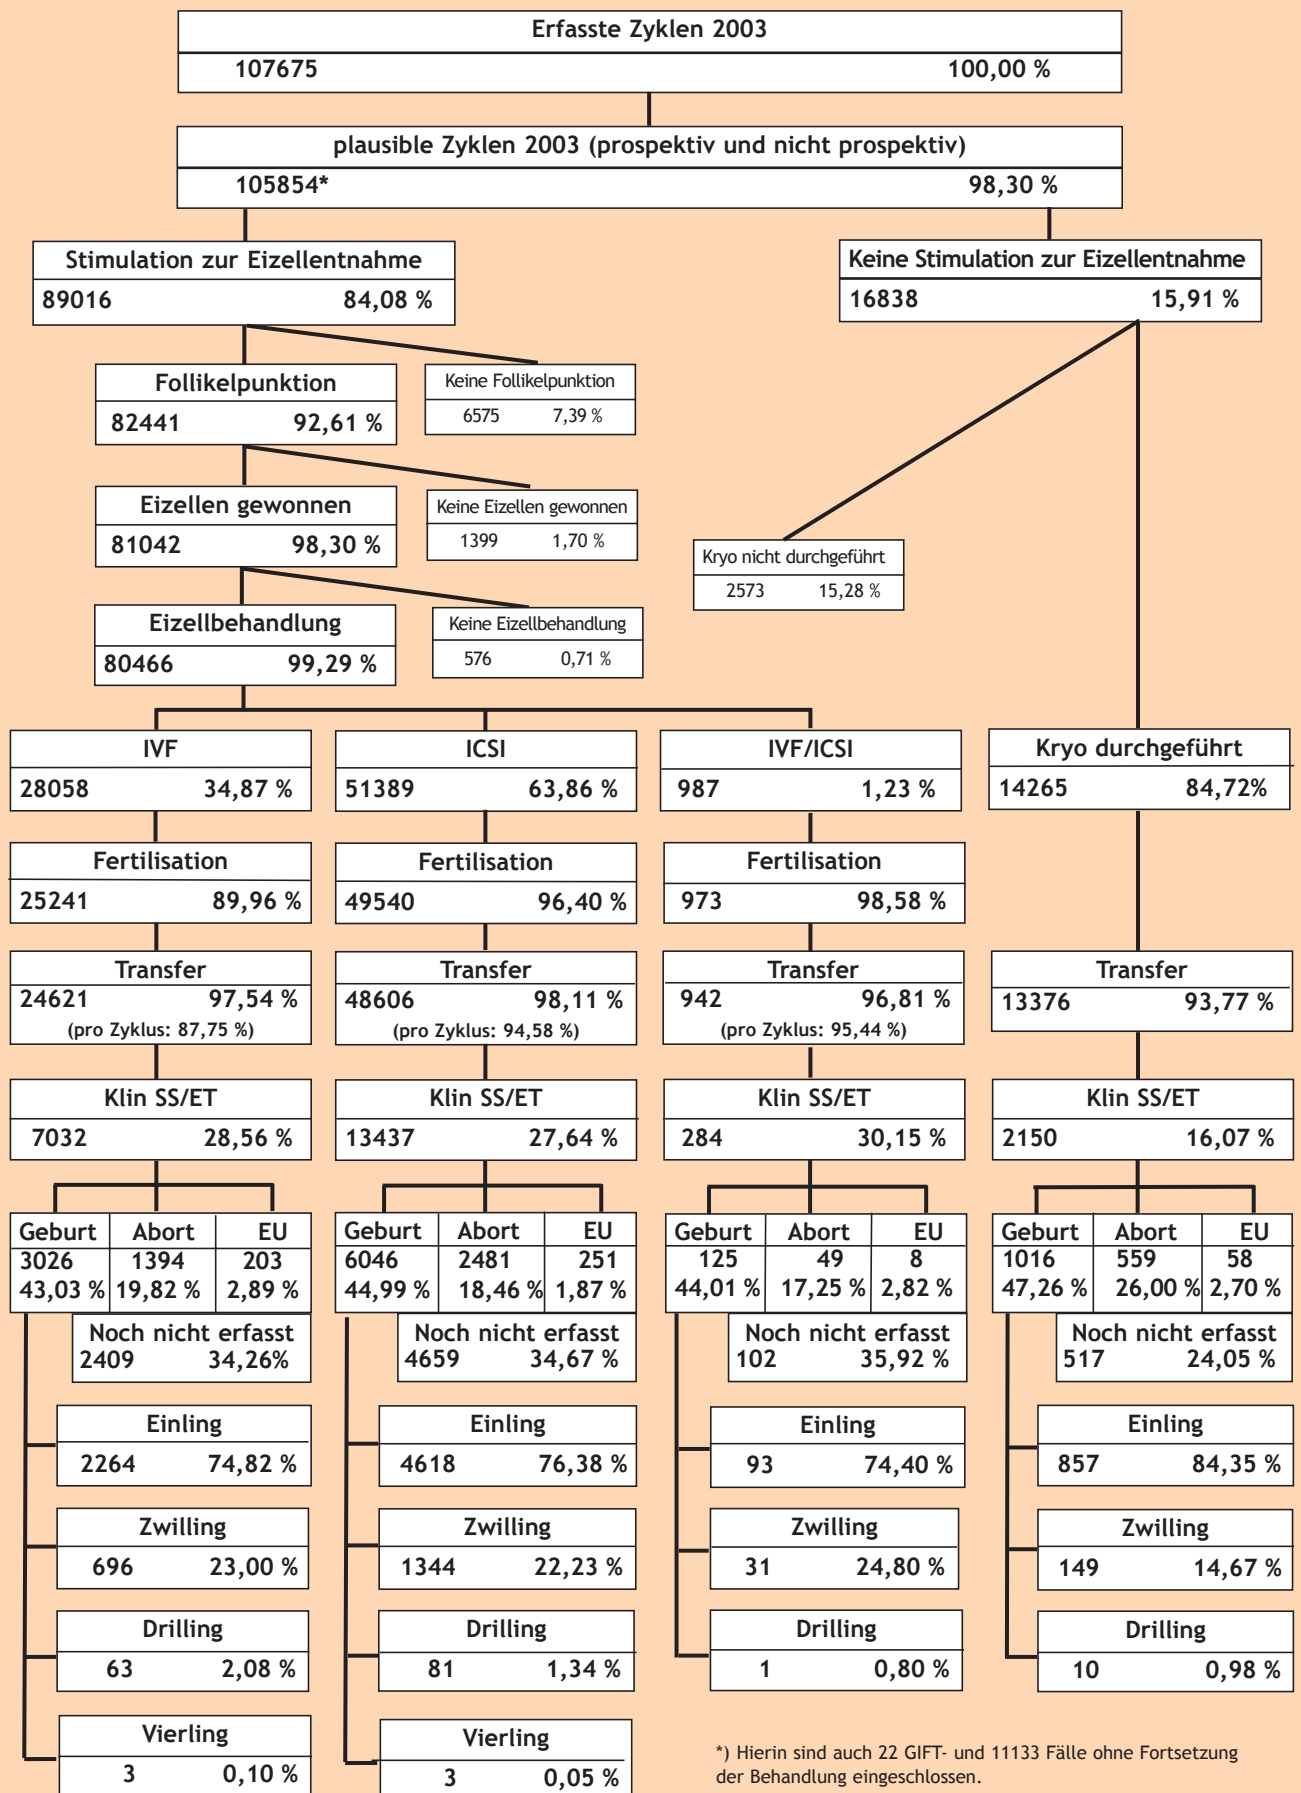 Erfasste Zyklen 2003
107675 100,00 %
plausible Zyklen 2003 (prospektiv und nicht prospektiv)
105854* 98,30 %
Stimulation zur Eizellentnahme
89016 84,08 %
Keine Stimulation zur Eizellentnahme
16838 15,91 %
Follikelpunktion
82441 92,61 %
Keine Follikelpunktion
6575 7,39 %
Eizellen gewonnen
81042 98,30 %
Keine Eizellen gewonnen
1399 1,70 %
Kryo nicht durchgeführt
2573 15,28 %
Eizellbehandlung
80466 99,29 %
Keine Eizellbehandlung
576 0,71 %
IVF
28058 34,87 %
Fertilisation
25241 89,96 %
Transfer
24621 97,54 %
(pro Zyklus: 87,75 %)
Klin SS/ET
7032 28,56 %
Geburt Abort EU
3026 1394 203
43,03 % 19,82 % 2,89 %
Noch nicht erfasst
2409 34,26%
Einling
2264 74,82 %
Zwilling
696 23,00 %
Drilling
63 2,08 %
Vierling
3 0,10 %
ICSI
51389 63,86 %
Fertilisation
49540 96,40 %
Transfer
48606 98,11 %
(pro Zyklus: 94,58 %)
Klin SS/ET
13437 27,64 %
Geburt Abort EU
6046 2481 251
44,99 % 18,46 % 1,87 %
Noch nicht erfasst
4659 34,67 %
Einling
4618 76,38 %
Zwilling
1344 22,23 %
Drilling
81 1,34 %
Vierling
3 0,05 %
IVF/ICSI
987 1,23 %
Fertilisation
973 98,58 %
Transfer
942 96,81 %
(pro Zyklus: 95,44 %)
Klin SS/ET
284 30,15 %
Geburt Abort EU
125 49 8
44,01 % 17,25 % 2,82 %
Noch nicht erfasst
102 35,92 %
Einling
93 74,40 %
Zwilling
31 24,80 %
Drilling
1 0,80 %
Kryo durchgeführt
14265 84,72%
Transfer
13376 93,77 %
Klin SS/ET
2150 16,07 %
Geburt Abort EU
1016 559 58
47,26 % 26,00 % 2,70 %
Noch nicht erfasst
517 24,05 %
Einling
857 84,35 %
Zwilling
149 14,67 %
Drilling
10 0,98 %
*) Hierin sind auch 22 GIFT- und 11133 Fälle ohne Fortsetzung
der Behandlung eingeschlossen.